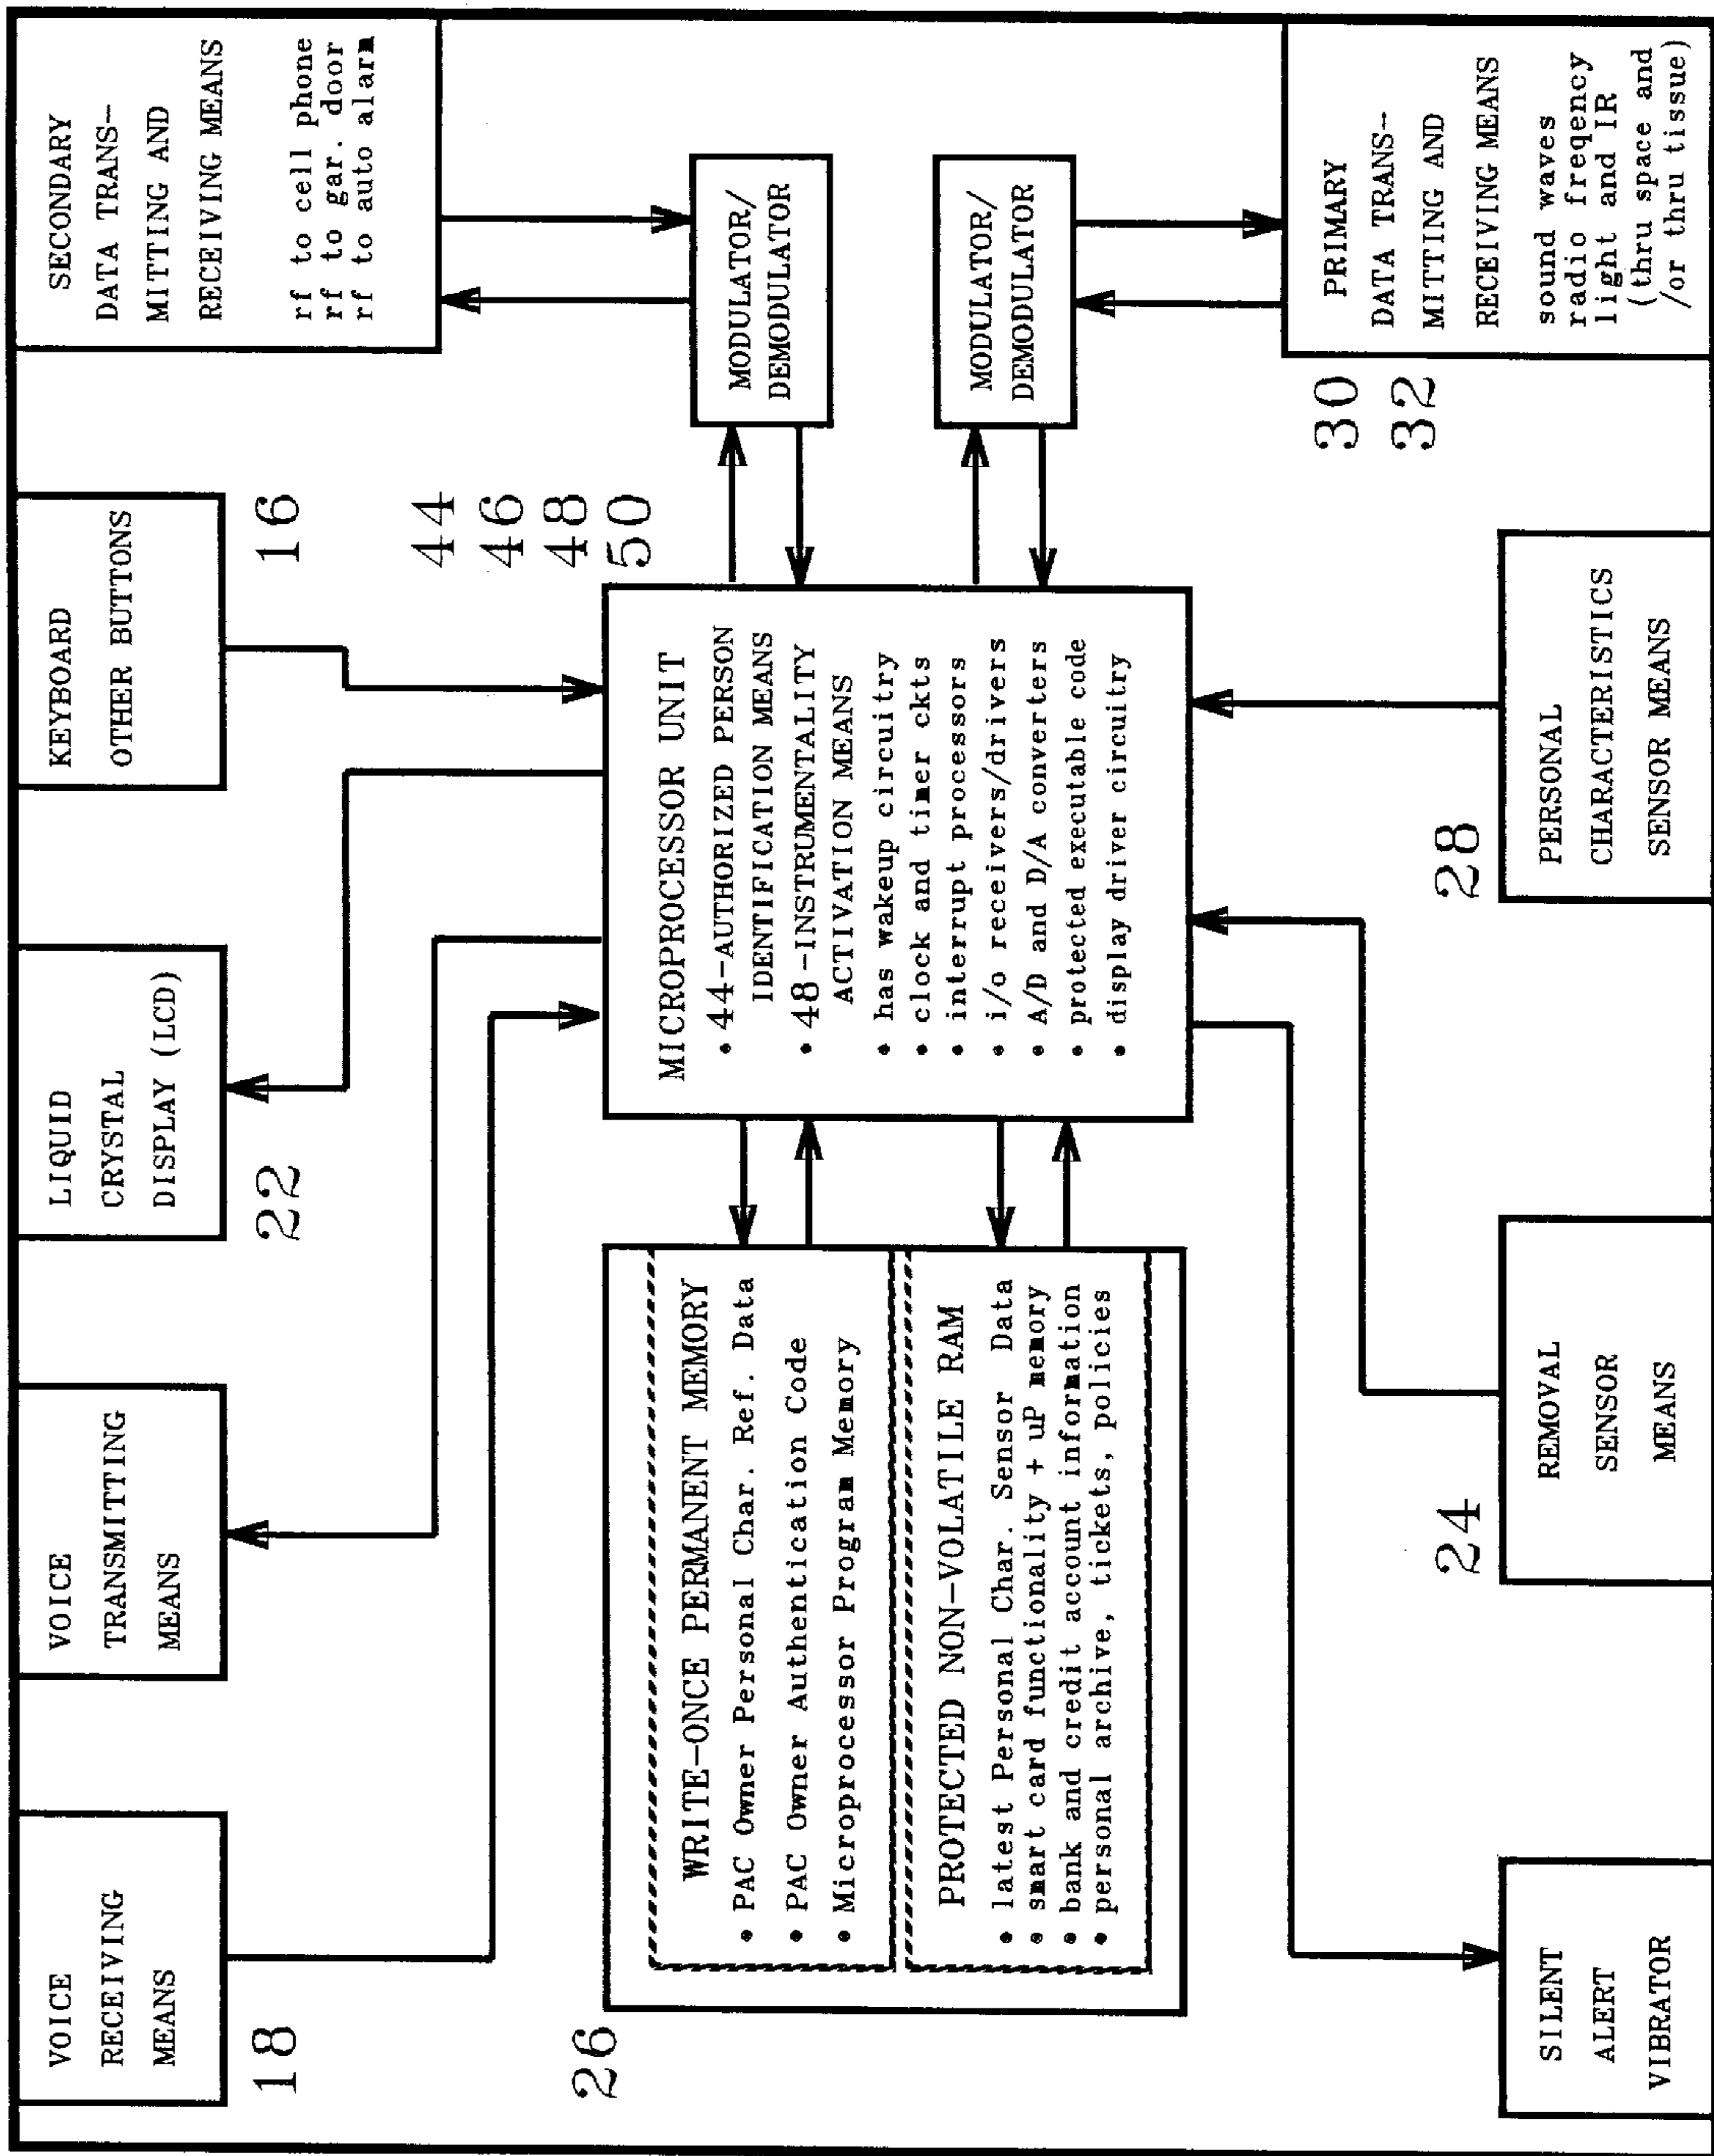 VOICE
RECEIVING
MEANS
18
VOICE
TRANSMITTING
MEANS
LIQUID
CRYSTAL
DISPLAY (LCD)
22
KEYBOARD
OTHER BUTTONS
16
SECONDARY
DATA TRANS-
MITTING AND
RECEIVING MEANS
rf to cell phone
rf to gar. door
rf to auto alarm
44
46
48
50
26
WRITE-ONCE PERMANENT MEMORY
• PAC Owner Personal Char. Ref. Data
• PAC Owner Authentication Code
• Microprocessor Program Memory
PROTECTED NON-VOLATILE RAM
• latest Personal Char. Sensor Data
• smart card functionality + uP memory
• bank and credit account information
• personal archive, tickets, policies
MICROPROCESSOR UNIT
• 44-AUTHORIZED PERSON
IDENTIFICATION MEANS
• 48-INSTRUMENTALITY
ACTIVATION MEANS
• has wakeup circuitry
• clock and timer ckts
• interrupt processors
• i/o receivers/drivers
• A/D and D/A converters
• protected executable code
• display driver circuitry
MODULATOR/
DEMODULATOR
MODULATOR/
DEMODULATOR
SILENT
ALERT
VIBRATOR
24
REMOVAL
SENSOR
MEANS
28
PERSONAL
CHARACTERISTICS
SENSOR MEANS
30
32
PRIMARY
DATA TRANS-
MITTING AND
RECEIVING MEANS
sound waves
radio freqency
light and IR
(thru space and
/or thru tissue)